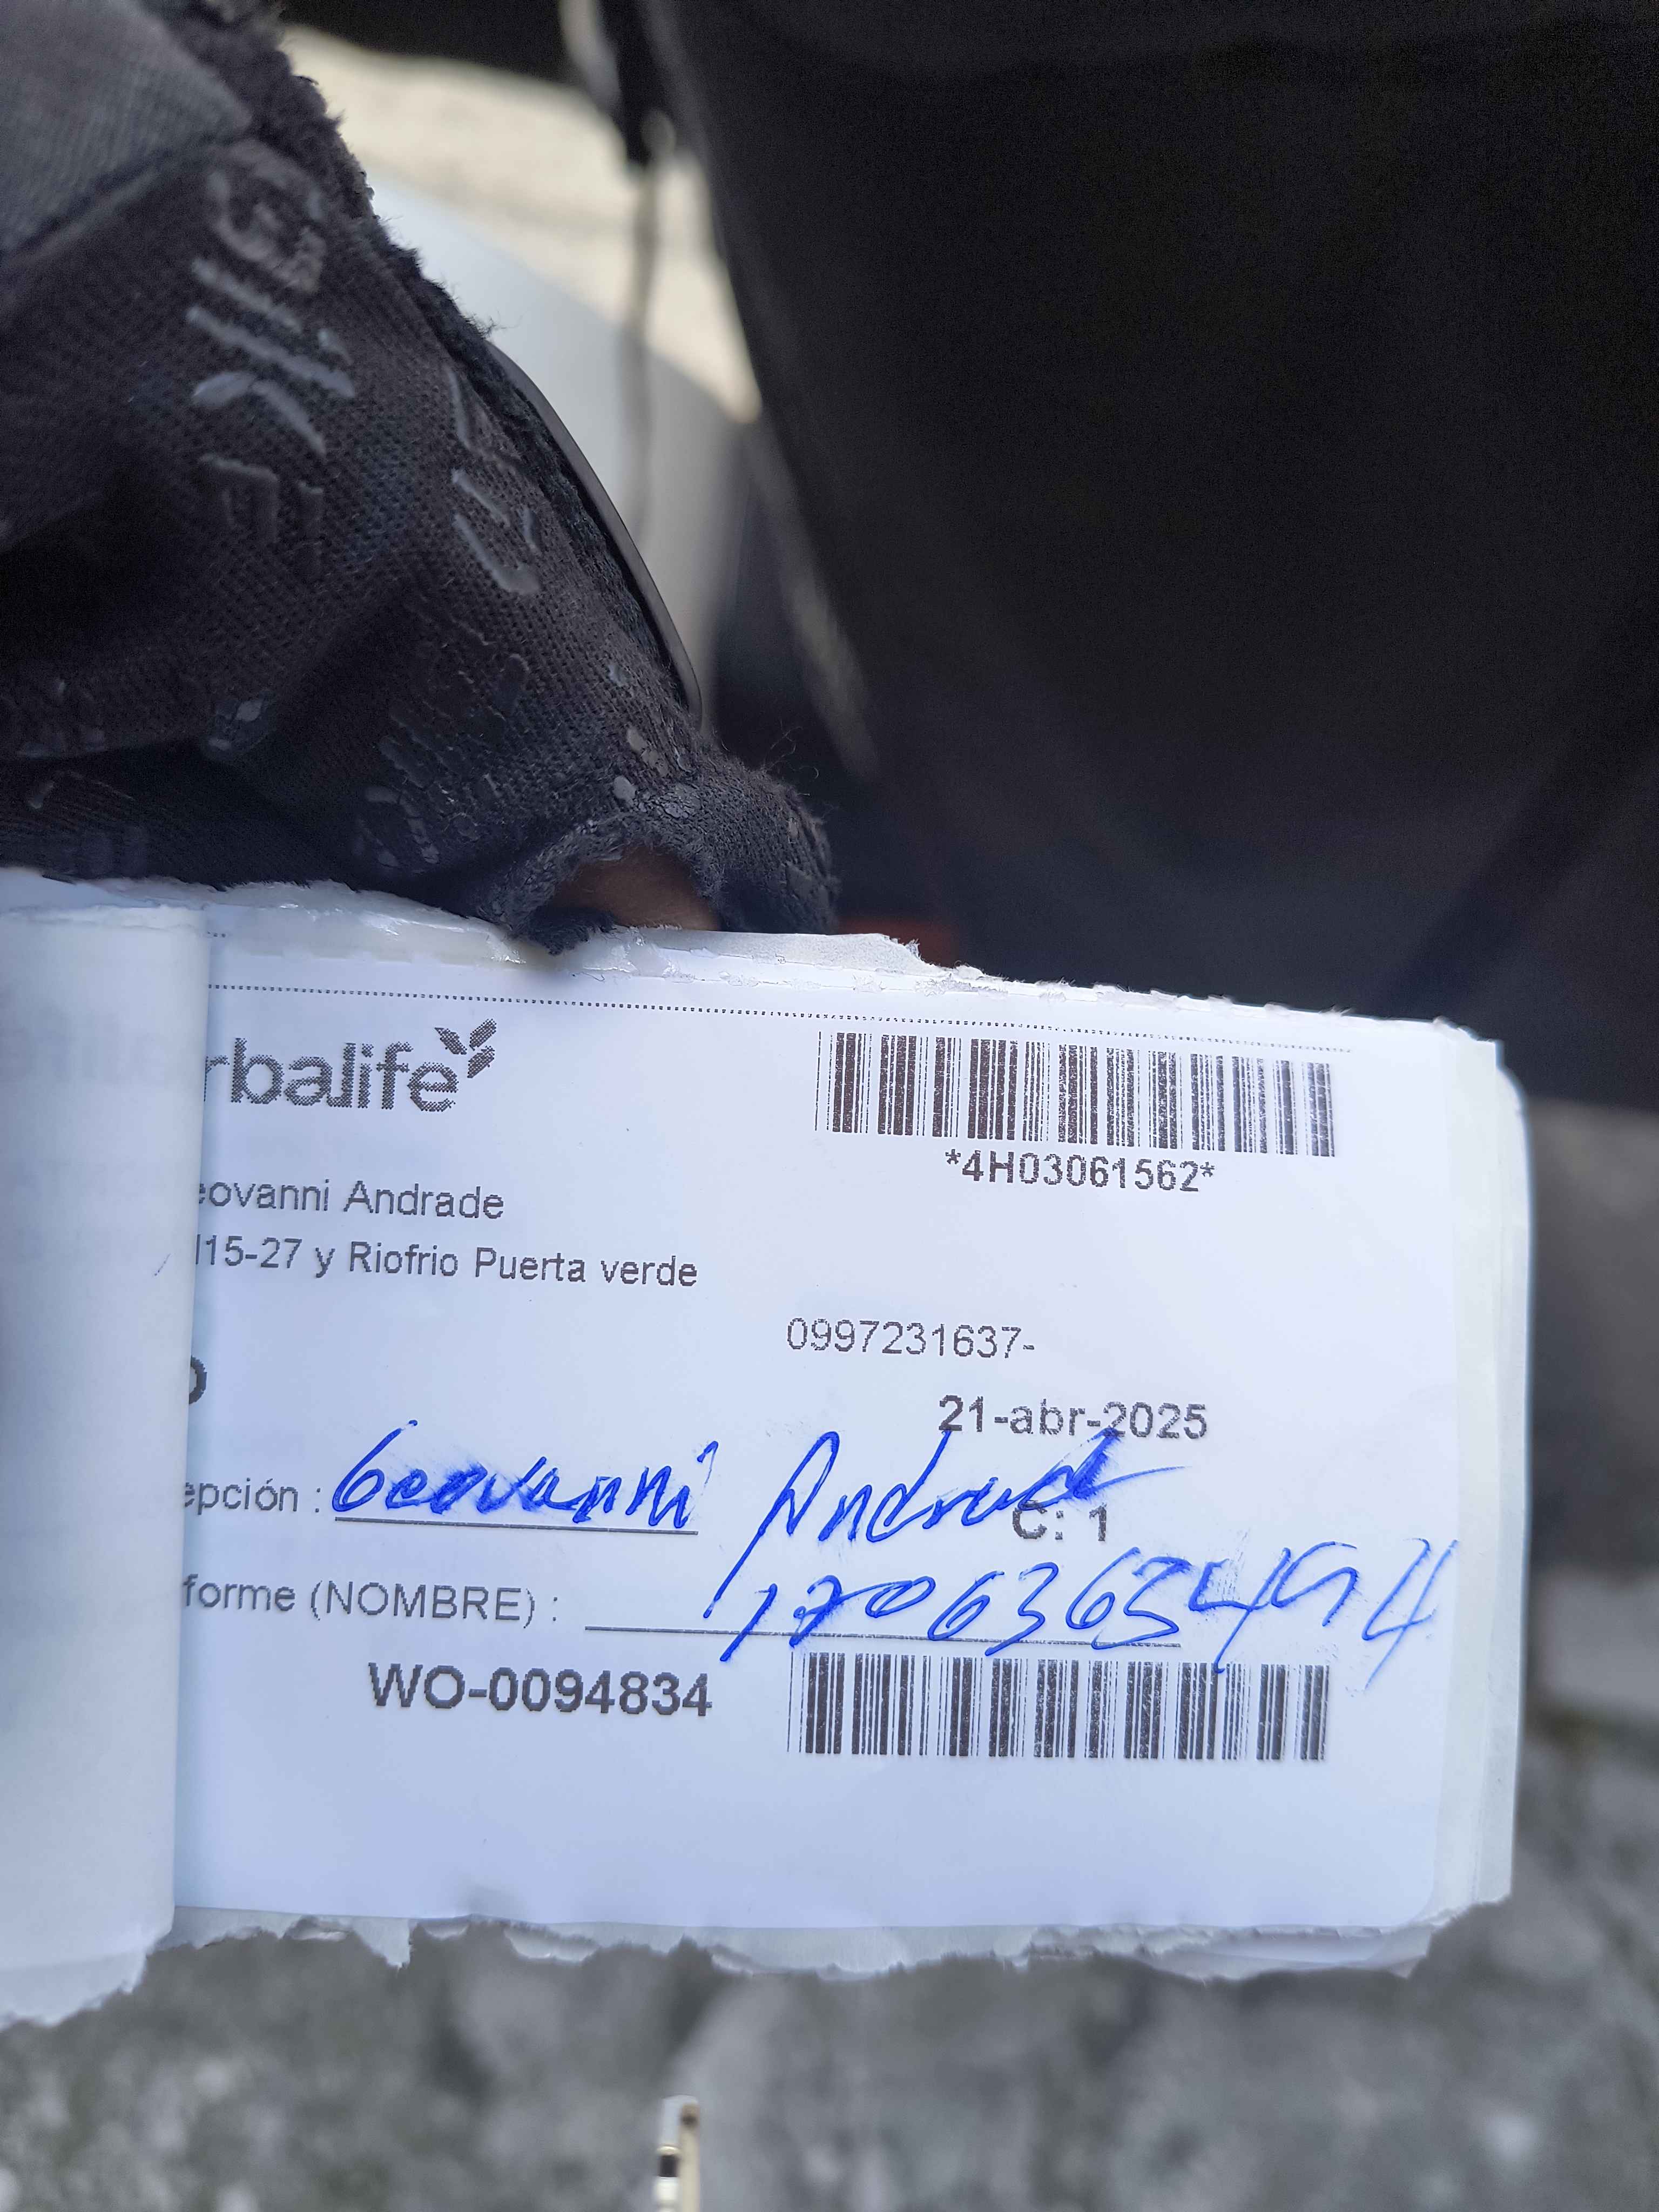 rbalife
*4H03061562*
eovanni Andrade
l15-27 y Riofrio Puerta verde
0997231637-
O
21-abr-2025
epción : Geovanni Andrade
C: 1
forme (NOMBRE) : 1706365494
WO-0094834